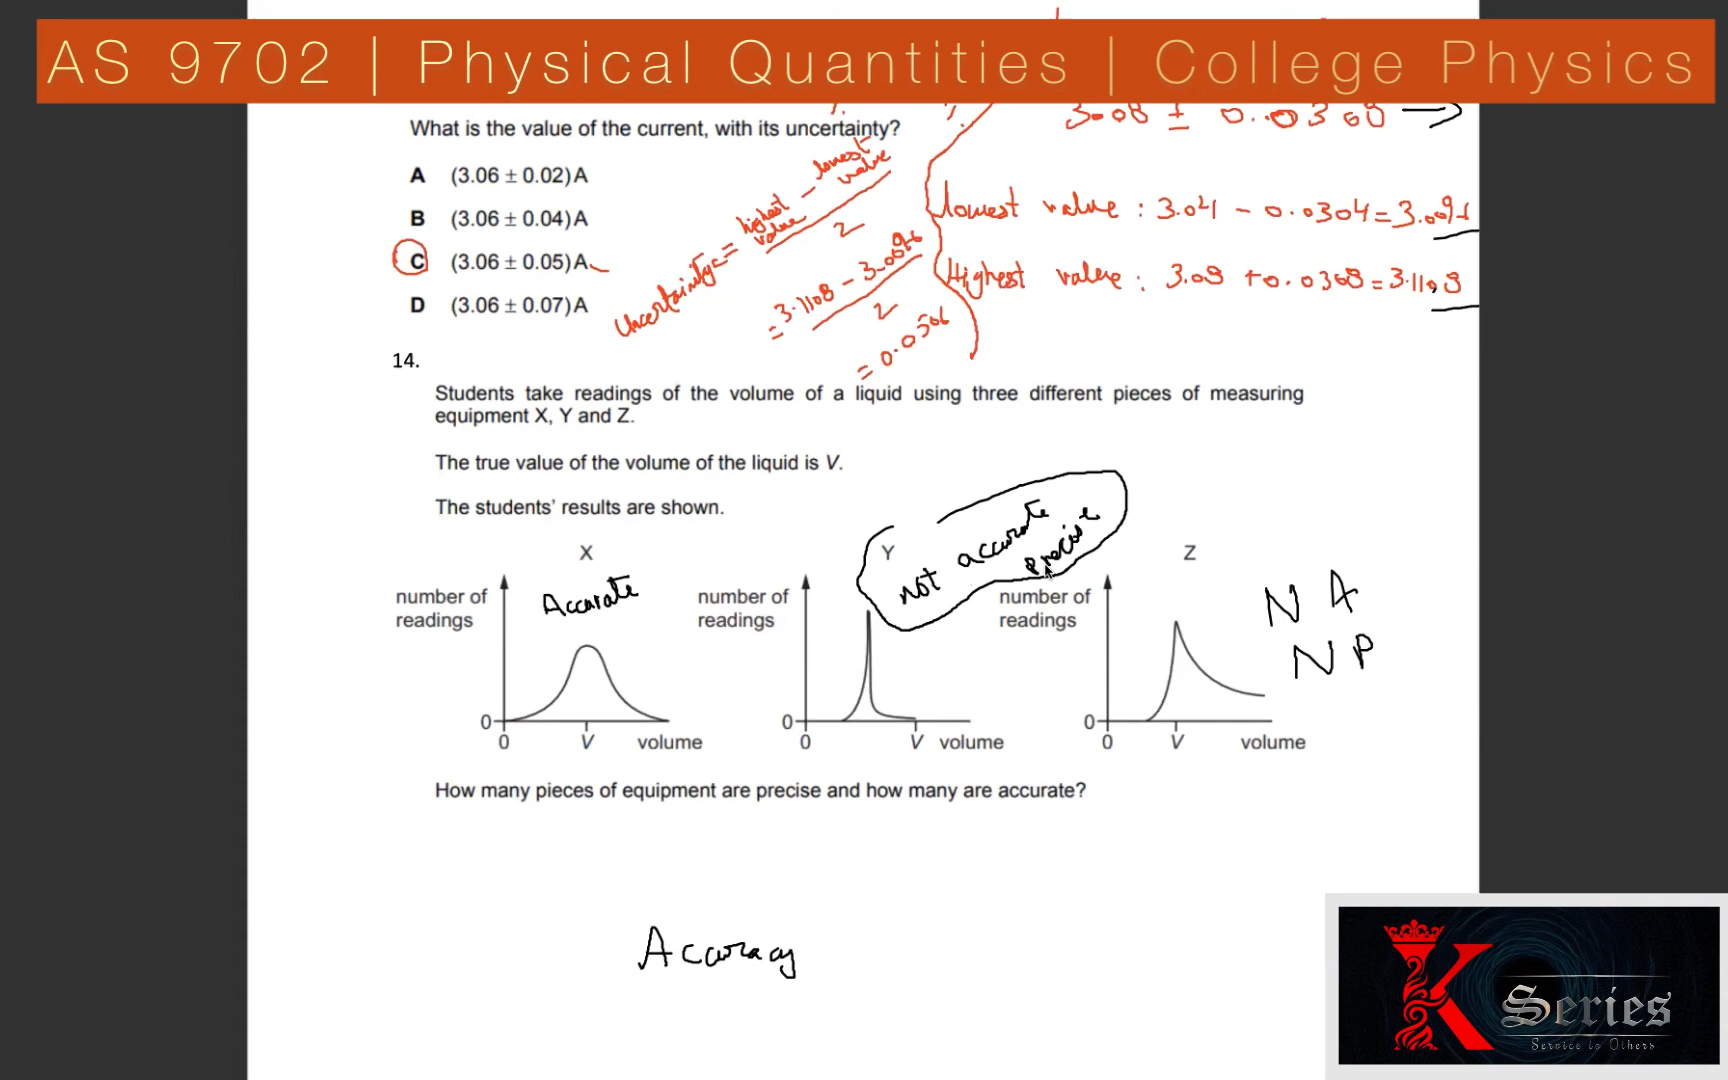 AS 9702 | Physical Quantities | College Physics
3.08 ± 0.0308
What is the value of the current, with its uncertainty?
A (3.06 ± 0.02) A
B (3.06 ± 0.04) A
C (3.06 ± 0.05) A
D (3.06 ± 0.07) A
uncertainty = highest value - lowest value
2
= 3.1108 - 3.0096
2
= 0.0506
lowest value : 3.04 - 0.0304 = 3.0096
Highest value : 3.08 + 0.0308 = 3.1108
14.
Students take readings of the volume of a liquid using three different pieces of measuring
equipment X, Y and Z.
The true value of the volume of the liquid is V.
The students' results are shown.
X
Accurate
number of
readings
0
0 V volume
Y
not accurate
precise
number of
readings
0
0 V volume
Z
N A
N P
number of
readings
0
0 V volume
How many pieces of equipment are precise and how many are accurate?
Accuracy
K Series
Service to Others